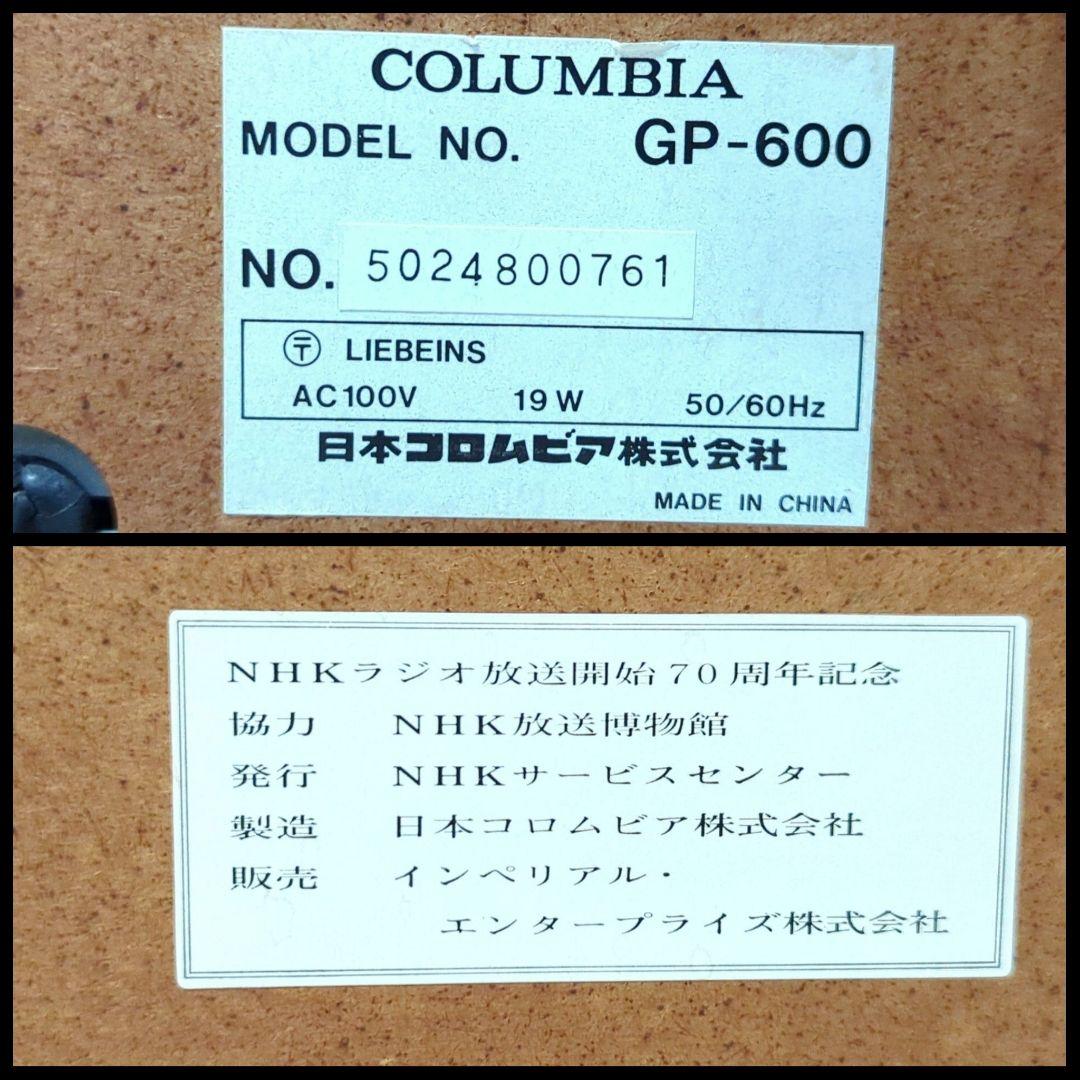 COLUMBIA
MODEL NO. GP-600
NO. 5024800761
〒 LIEBEINS
AC100V 19W 50/60Hz
日本コロムビア株式会社
MADE IN CHINA
NHKラジオ放送開始70周年記念
協力 NHK放送博物館
発行 NHKサービスセンター
製造 日本コロムビア株式会社
販売 インペリアル・
エンタープライズ株式会社